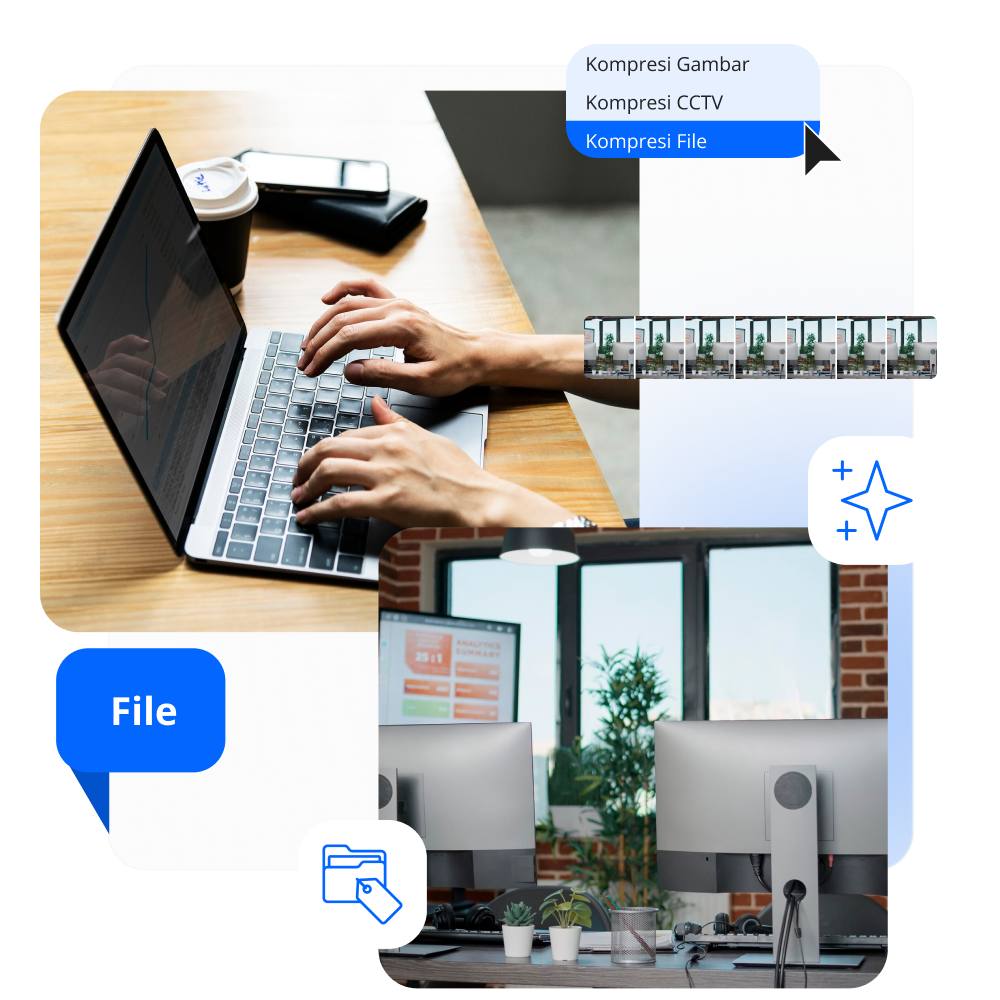 Kompresi Gambar
Kompresi CCTV
Kompresi File
File
ANALYTICS
SUMMARY